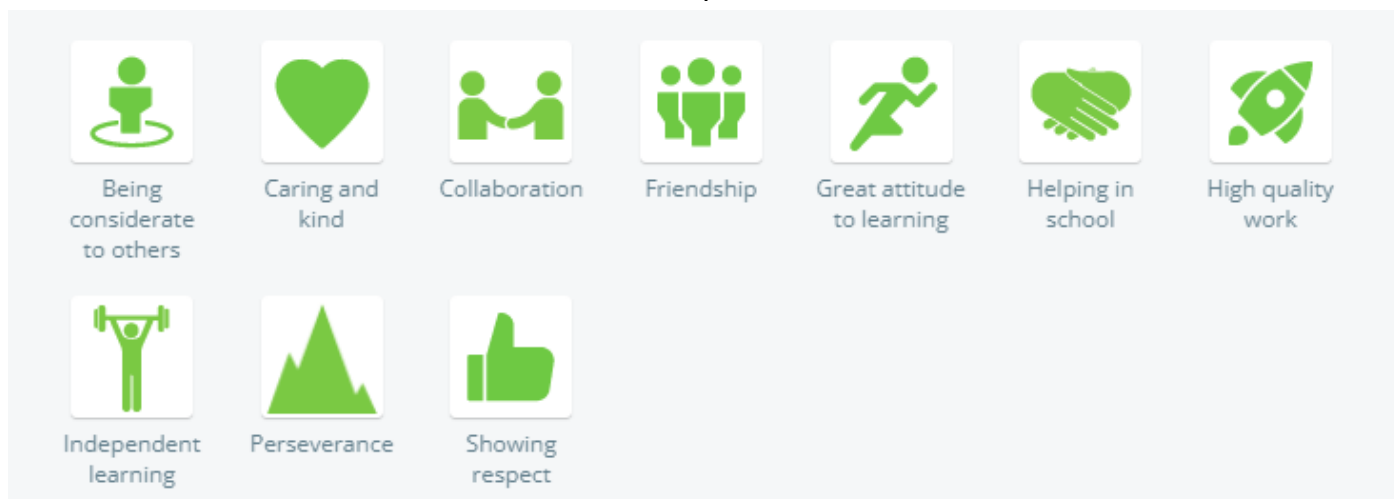 Being
considerate
to others
Caring and
kind
Collaboration
Friendship
Great attitude
to learning
Helping in
school
High quality
work
Independent
learning
Perseverance
Showing
respect